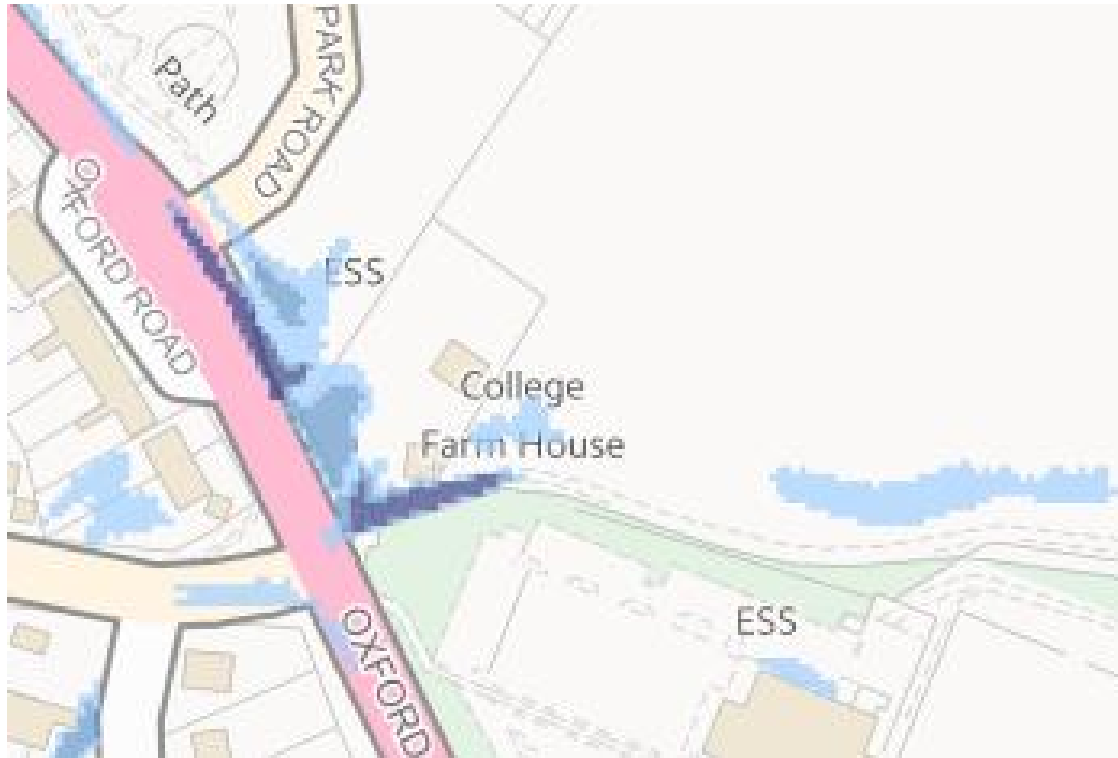 PARK ROAD
Path
OXFORD ROAD
ESS
College
Farm House
ESS
OXFORD